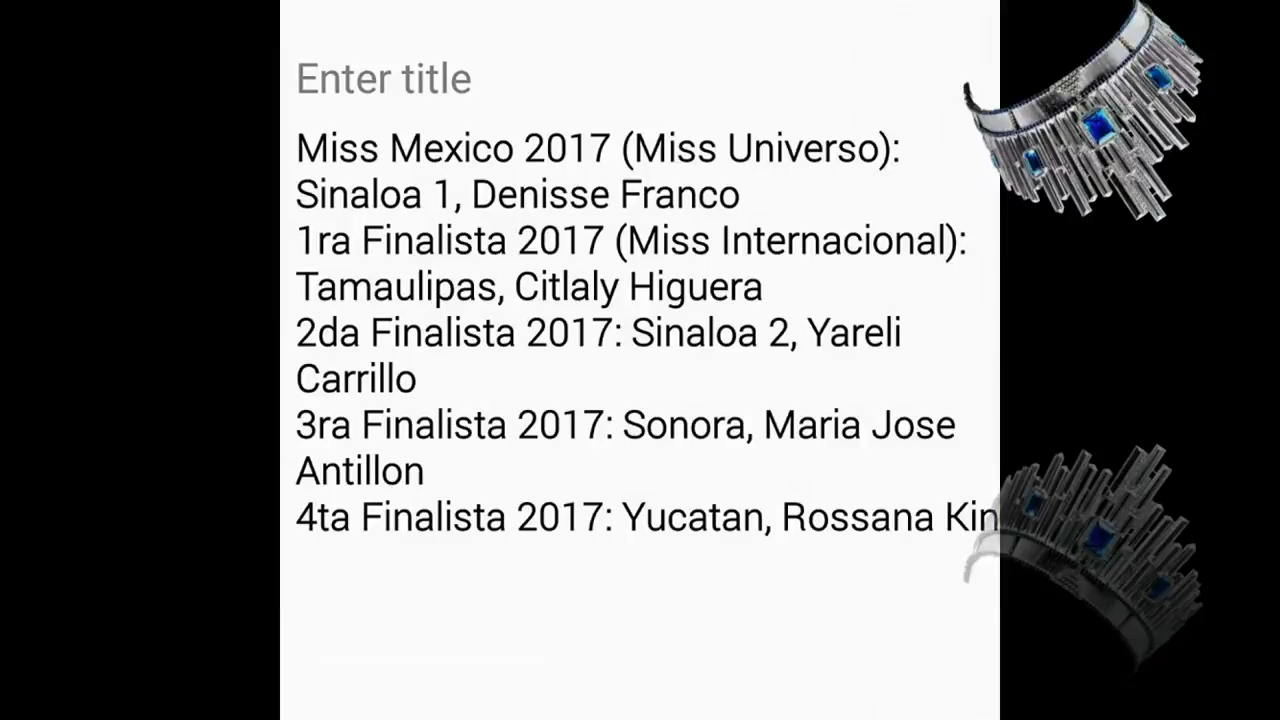 Enter title
Miss Mexico 2017 (Miss Universo):
Sinaloa 1, Denisse Franco
1ra Finalista 2017 (Miss Internacional):
Tamaulipas, Citlaly Higuera
2da Finalista 2017: Sinaloa 2, Yareli
Carrillo
3ra Finalista 2017: Sonora, Maria Jose
Antillon
4ta Finalista 2017: Yucatan, Rossana Kin